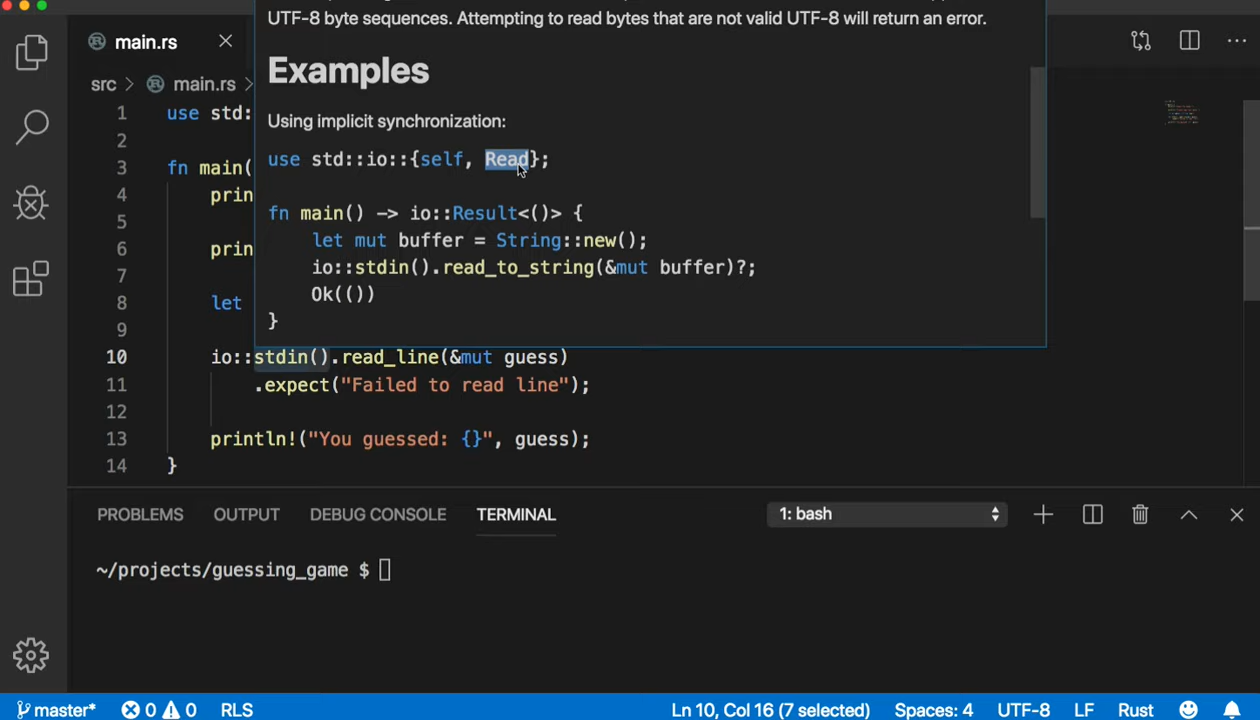 UTF-8 byte sequences. Attempting to read bytes that are not valid UTF-8 will return an error.
main.rs
Examples
src > main.rs >
Using implicit synchronization:
use std::io::{self, Read};
fn main() -> io::Result<()> {
let mut buffer = String::new();
io::stdin().read_to_string(&mut buffer)?;
Ok(())
}
1 use std:
2
3 fn main(
4 prin
5
6 prin
7
8 let
9
10 io::stdin().read_line(&mut guess)
11 .expect("Failed to read line");
12
13 println!("You guessed: {}", guess);
14 }
PROBLEMS OUTPUT DEBUG CONSOLE TERMINAL 1: bash
~/projects/guessing_game $
master* 0 0 RLS Ln 10, Col 16 (7 selected) Spaces: 4 UTF-8 LF Rust